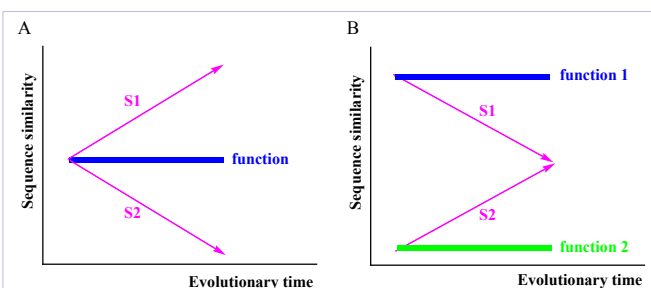 A
Sequence similarity
S1
function
S2
Evolutionary time
B
Sequence similarity
function 1
S1
S2
function 2
Evolutionary time